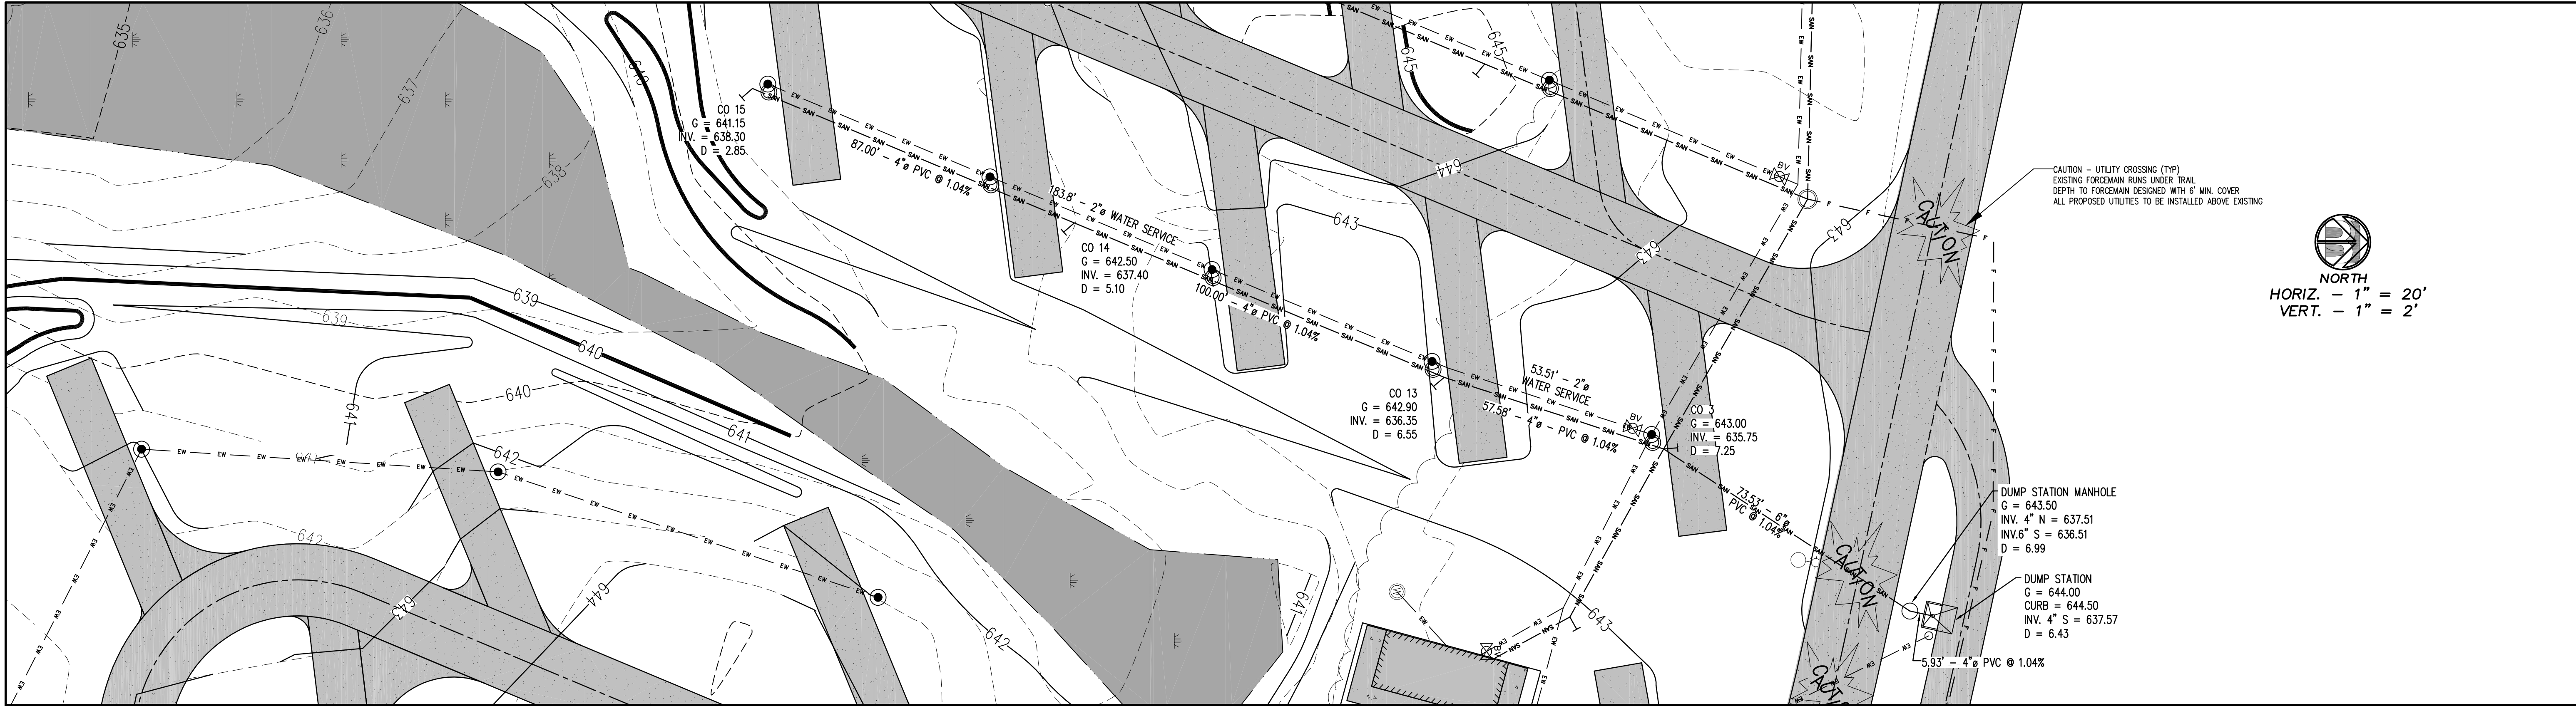 635
636
637
638
640
CO 15
G = 641.15
INV. = 638.30
D = 2.85
87.00' - 4"ø PVC @ 1.04%
183.8' - 2"ø WATER SERVICE
CO 14
G = 642.50
INV. = 637.40
D = 5.10
100.00' - 4"ø PVC @ 1.04%
645
645
644
643
643
643
BV
CAUTION
CAUTION - UTILITY CROSSING (TYP)
EXISTING FORCEMAIN RUNS UNDER TRAIL
DEPTH TO FORCEMAIN DESIGNED WITH 6' MIN. COVER
ALL PROPOSED UTILITIES TO BE INSTALLED ABOVE EXISTING
NORTH
HORIZ. - 1" = 20'
VERT. - 1" = 2'
639
639
640
640
641
641
642
642
643
644
642
641
643
CO 13
G = 642.90
INV. = 636.35
D = 6.55
53.51' - 2"ø
WATER SERVICE
57.58' - 4"ø - PVC @ 1.04%
BV
CO 3
G = 643.00
INV. = 635.75
D = 7.25
73.53' - 6"ø
PVC @ 1.04%
CAUTION
DUMP STATION MANHOLE
G = 643.50
INV. 4" N = 637.51
INV.6" S = 636.51
D = 6.99
DUMP STATION
G = 644.00
CURB = 644.50
INV. 4" S = 637.57
D = 6.43
5.93' - 4"ø PVC @ 1.04%
EW
SAN
F
W
BV